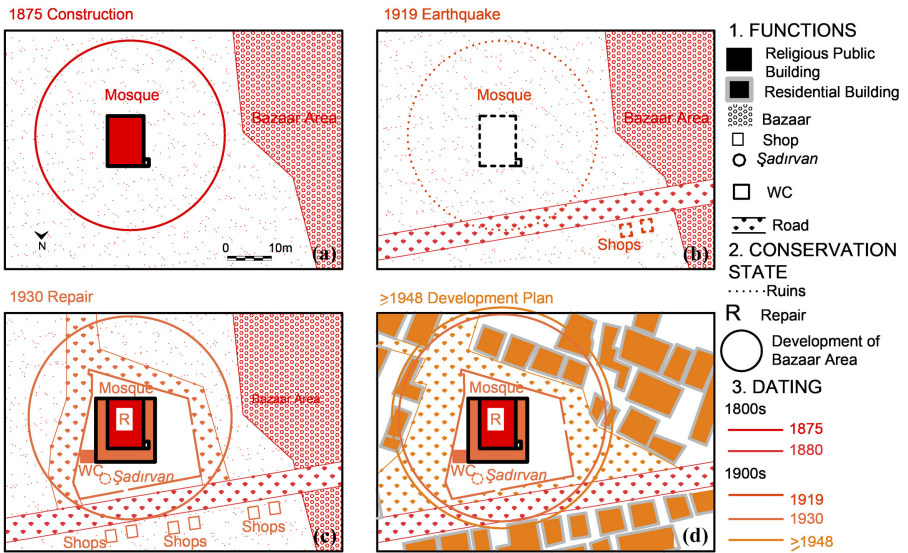 1875 Construction
Mosque
Bazaar Area
N
0 10m
(a)
1919 Earthquake
Mosque
Bazaar Area
Shops
(b)
1930 Repair
Mosque
R
Bazaar Area
WC
Şadırvan
Shops
Shops
Shops
(c)
≥1948 Development Plan
Mosque
R
WC
Şadırvan
(d)
1. FUNCTIONS
Religious Public
Building
Residential Building
Bazaar
Shop
Şadırvan
WC
Road
2. CONSERVATION
STATE
Ruins
R Repair
Development of
Bazaar Area
3. DATING
1800s
1875
1880
1900s
1919
1930
≥1948